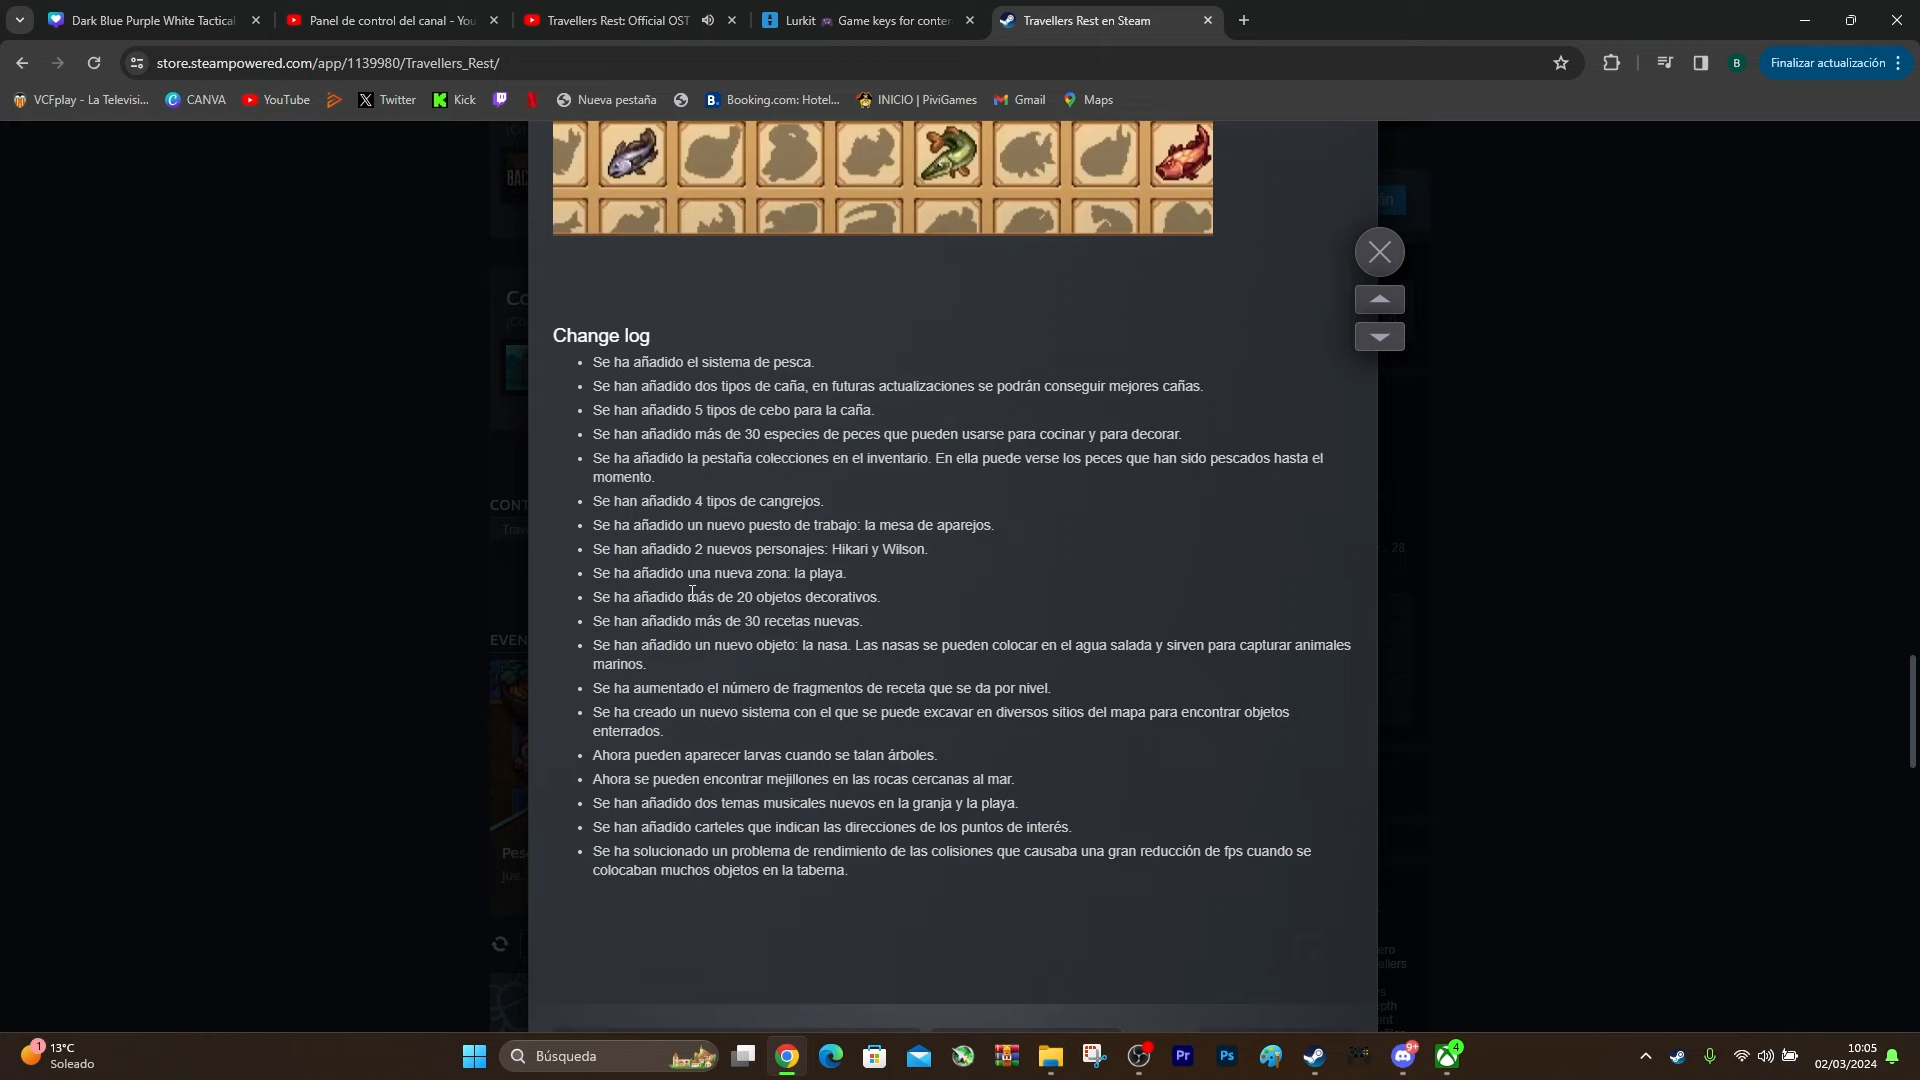 Dark Blue Purple White Tactical
Panel de control del canal - You
Travellers Rest: Official OST
Lurkit 🎮 Game keys for conten
Travellers Rest en Steam
store.steampowered.com/app/1139980/Travellers_Rest/
B
Finalizar actualización
VCFplay - La Televisi...
CANVA
YouTube
Twitter
Kick
Nueva pestaña
Booking.com: Hotel...
INICIO | PiviGames
Gmail
Maps
Change log
• Se ha añadido el sistema de pesca.
• Se han añadido dos tipos de caña, en futuras actualizaciones se podrán conseguir mejores cañas.
• Se han añadido 5 tipos de cebo para la caña.
• Se han añadido más de 30 especies de peces que pueden usarse para cocinar y para decorar.
• Se ha añadido la pestaña colecciones en el inventario. En ella puede verse los peces que han sido pescados hasta el
momento.
• Se han añadido 4 tipos de cangrejos.
• Se ha añadido un nuevo puesto de trabajo: la mesa de aparejos.
• Se han añadido 2 nuevos personajes: Hikari y Wilson.
• Se ha añadido una nueva zona: la playa.
• Se ha añadido más de 20 objetos decorativos.
• Se han añadido más de 30 recetas nuevas.
• Se han añadido un nuevo objeto: la nasa. Las nasas se pueden colocar en el agua salada y sirven para capturar animales
marinos.
• Se ha aumentado el número de fragmentos de receta que se da por nivel.
• Se ha creado un nuevo sistema con el que se puede excavar en diversos sitios del mapa para encontrar objetos
enterrados.
• Ahora pueden aparecer larvas cuando se talan árboles.
• Ahora se pueden encontrar mejillones en las rocas cercanas al mar.
• Se han añadido dos temas musicales nuevos en la granja y la playa.
• Se han añadido carteles que indican las direcciones de los puntos de interés.
• Se ha solucionado un problema de rendimiento de las colisiones que causaba una gran reducción de fps cuando se
colocaban muchos objetos en la taberna.
CONT
EVEN
28
1
13°C
Soleado
Búsqueda
Pr
Ps
9+
4
10:05
02/03/2024